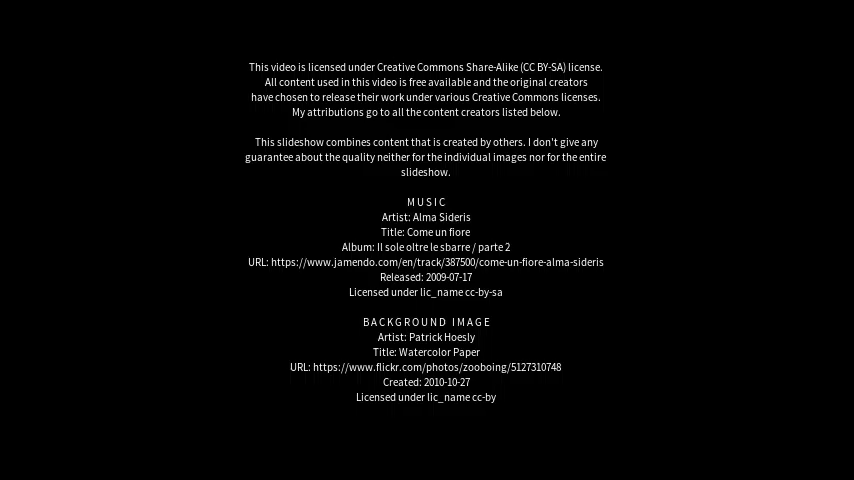 This video is licensed under Creative Commons Share-Alike (CC BY-SA) license.
All content used in this video is free available and the original creators
have chosen to release their work under various Creative Commons licenses.
My attributions go to all the content creators listed below.
This slideshow combines content that is created by others. I don't give any
guarantee about the quality neither for the individual images nor for the entire
slideshow.
MUSIC
Artist: Alma Sideris
Title: Come un fiore
Album: Il sole oltre le sbarre / parte 2
URL: https://www.jamendo.com/en/track/387500/come-un-fiore-alma-sideris
Released: 2009-07-17
Licensed under lic_name cc-by-sa
BACKGROUND IMAGE
Artist: Patrick Hoesly
Title: Watercolor Paper
URL: https://www.flickr.com/photos/zooboing/5127310748
Created: 2010-10-27
Licensed under lic_name cc-by